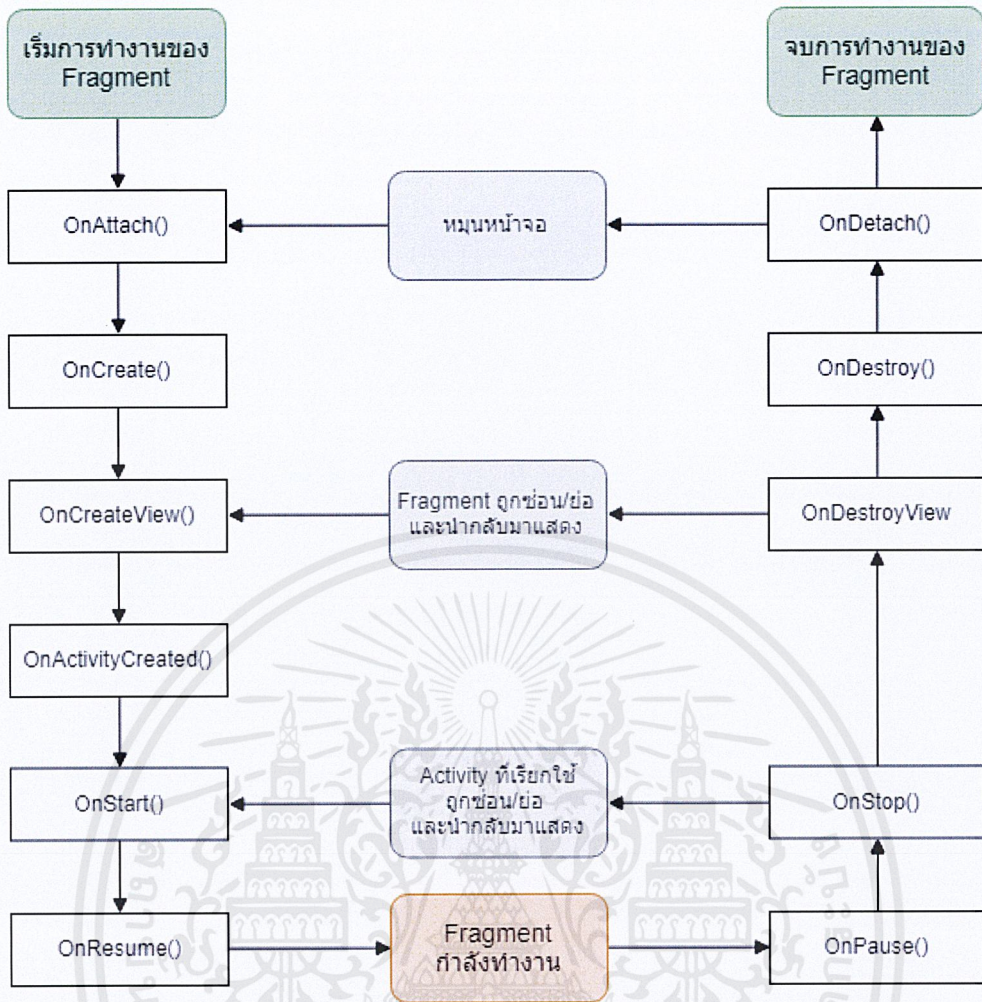 เริ่มการทำงานของ
Fragment
จบการทำงานของ
Fragment
OnAttach()
หมุนหน้าจอ
OnDetach()
OnCreate()
OnDestroy()
OnCreateView()
Fragment ถูกซ่อน/ย่อ
และนำกลับมาแสดง
OnDestroyView
OnActivityCreated()
OnStart()
Activity ที่เรียกใช้
ถูกซ่อน/ย่อ
และนำกลับมาแสดง
OnStop()
OnResume()
Fragment
กำลังทำงาน
OnPause()